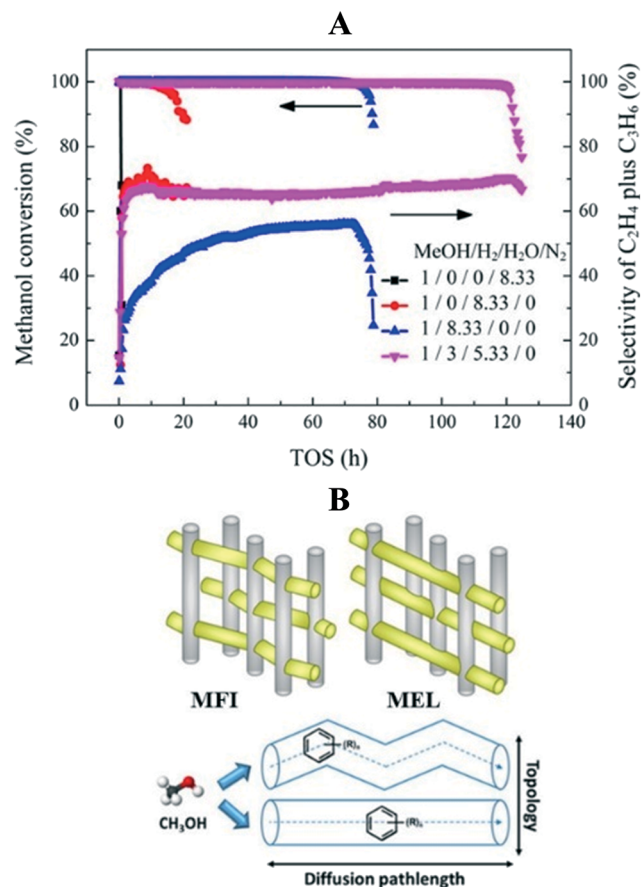 A
Methanol conversion (%)
100
80
60
40
20
0
100
80
60
40
20
0
Selectivity of C₂H₄ plus C₃H₆ (%)
MeOH/H₂/H₂O/N₂
1 / 0 / 0 / 8.33
1 / 0 / 8.33 / 0
1 / 8.33 / 0 / 0
1 / 3 / 5.33 / 0
0 20 40 60 80 100 120 140
TOS (h)
B
MFI MEL
(R)ₙ
CH₃OH
(R)ₙ
Topology
Diffusion pathlength